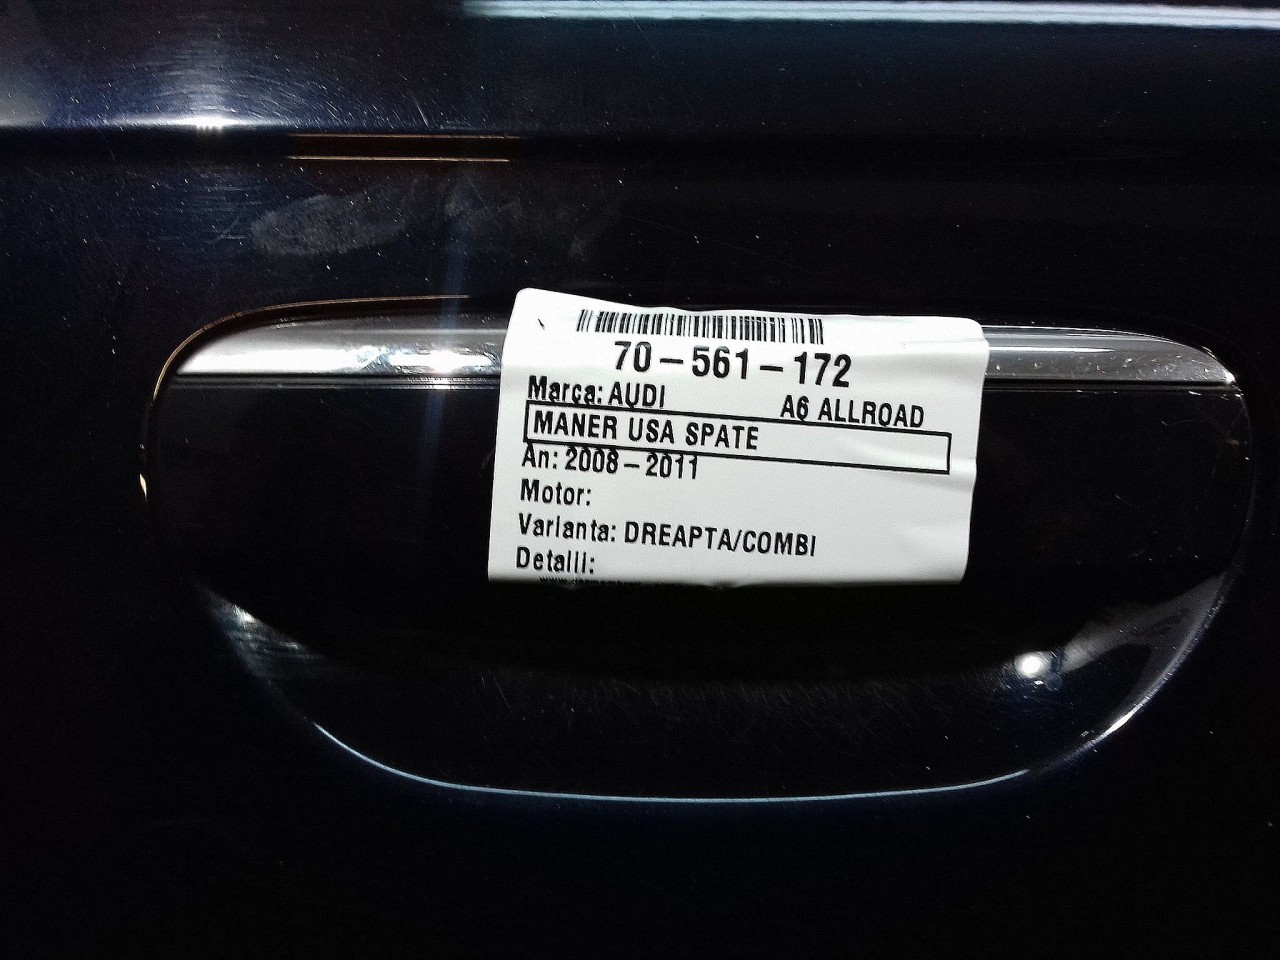 70-561-172
Marca: AUDI A6 ALLROAD
MANER USA SPATE
An: 2008-2011
Motor:
Varianta: DREAPTA/COMBI
Detalii: